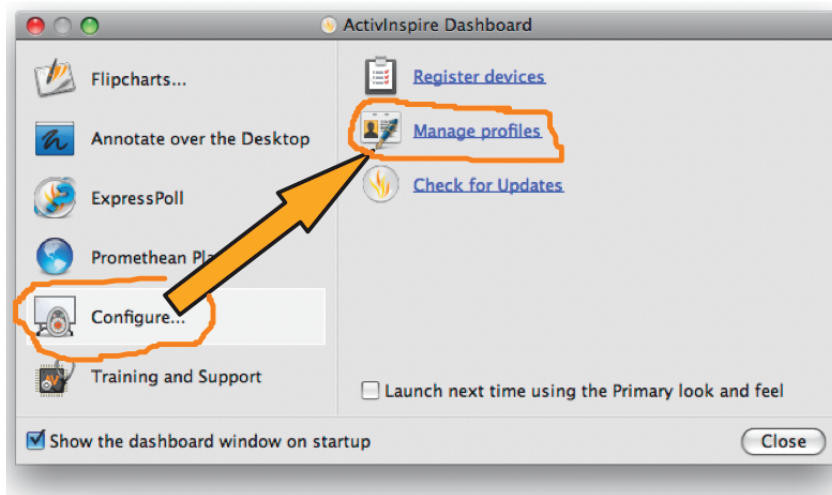 ActivInspire Dashboard
Flipcharts...
Annotate over the Desktop
ExpressPoll
Promethean
Configure...
Training and Support
Register devices
Manage profiles
Check for Updates
Launch next time using the Primary look and feel
Show the dashboard window on startup
Close